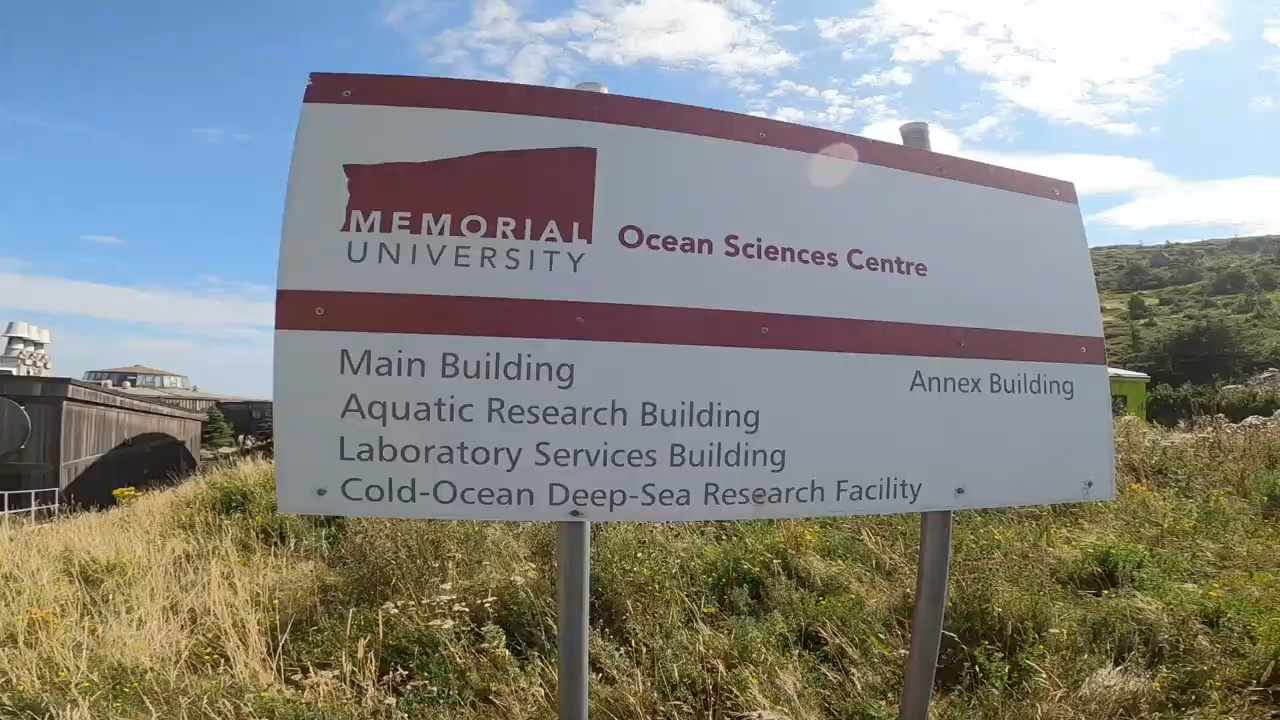 MEMORIAL
UNIVERSITY
Ocean Sciences Centre
Main Building
Annex Building
Aquatic Research Building
Laboratory Services Building
Cold-Ocean Deep-Sea Research Facility